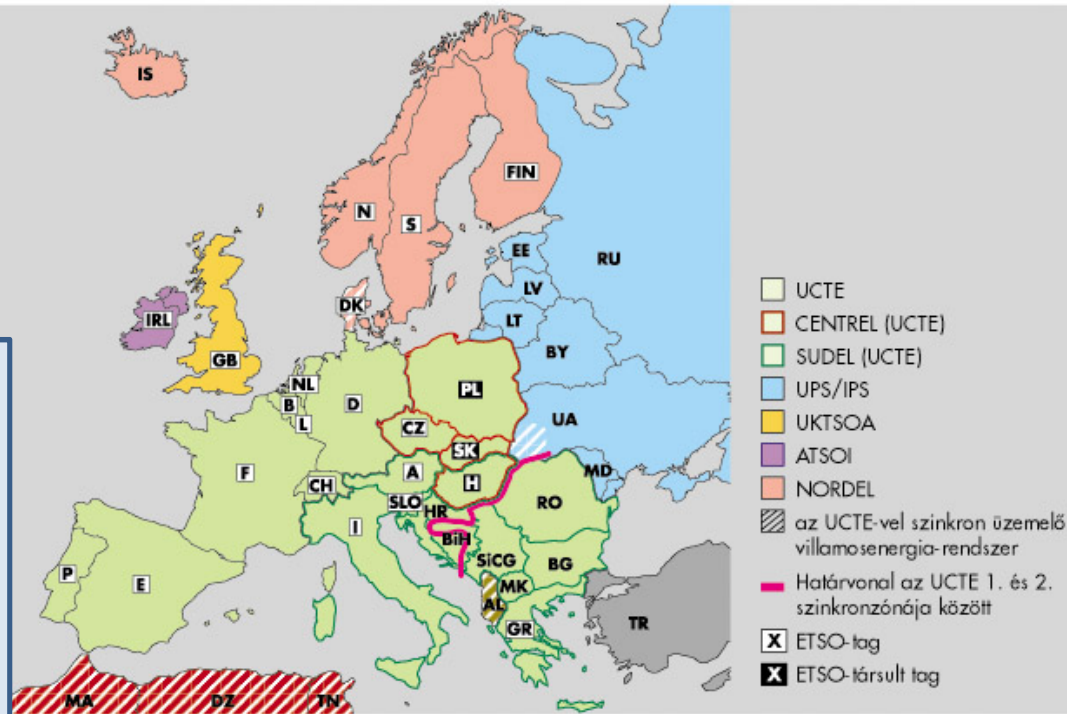 IS
FIN
N
S
RU
EE
LV
LT
DK
IRL
GB
BY
NL
B
D
PL
L
UA
CZ
SK
F
CH
A
H
MD
SLO
HR
RO
I
BiH
SiCG
BG
P
E
MK
AL
GR
TR
MA
DZ
TN
UCTE
CENTREL (UCTE)
SUDEL (UCTE)
UPS/IPS
UKTSOA
ATSOI
NORDEL
az UCTE-vel szinkron üzemelő
villamosenergia-rendszer
Határvonal az UCTE 1. és 2.
szinkronzónája között
X ETSO-tag
X ETSO-társult tag